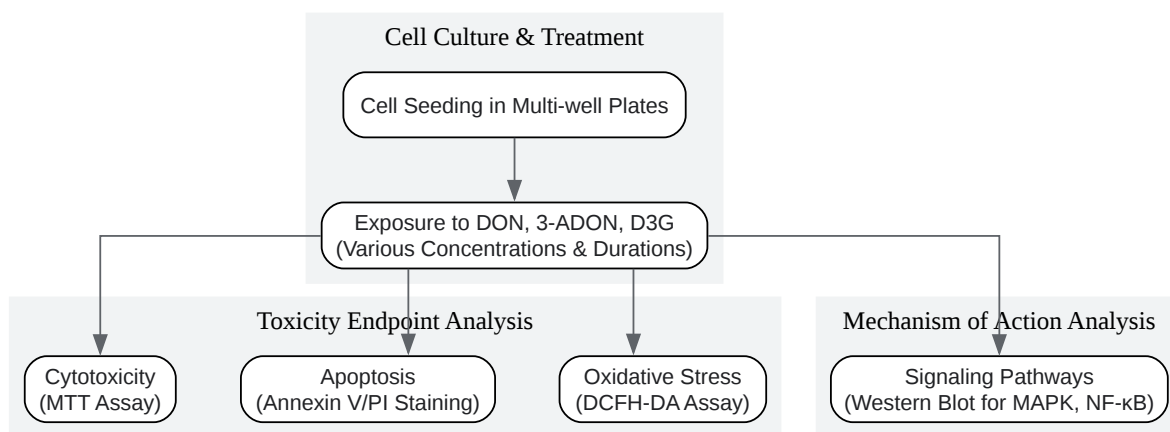 Cell Culture & Treatment
Cell Seeding in Multi-well Plates
Exposure to DON, 3-ADON, D3G
(Various Concentrations & Durations)
Toxicity Endpoint Analysis
Mechanism of Action Analysis
Cytotoxicity
(MTT Assay)
Apoptosis
(Annexin V/PI Staining)
Oxidative Stress
(DCFH-DA Assay)
Signaling Pathways
(Western Blot for MAPK, NF-κB)